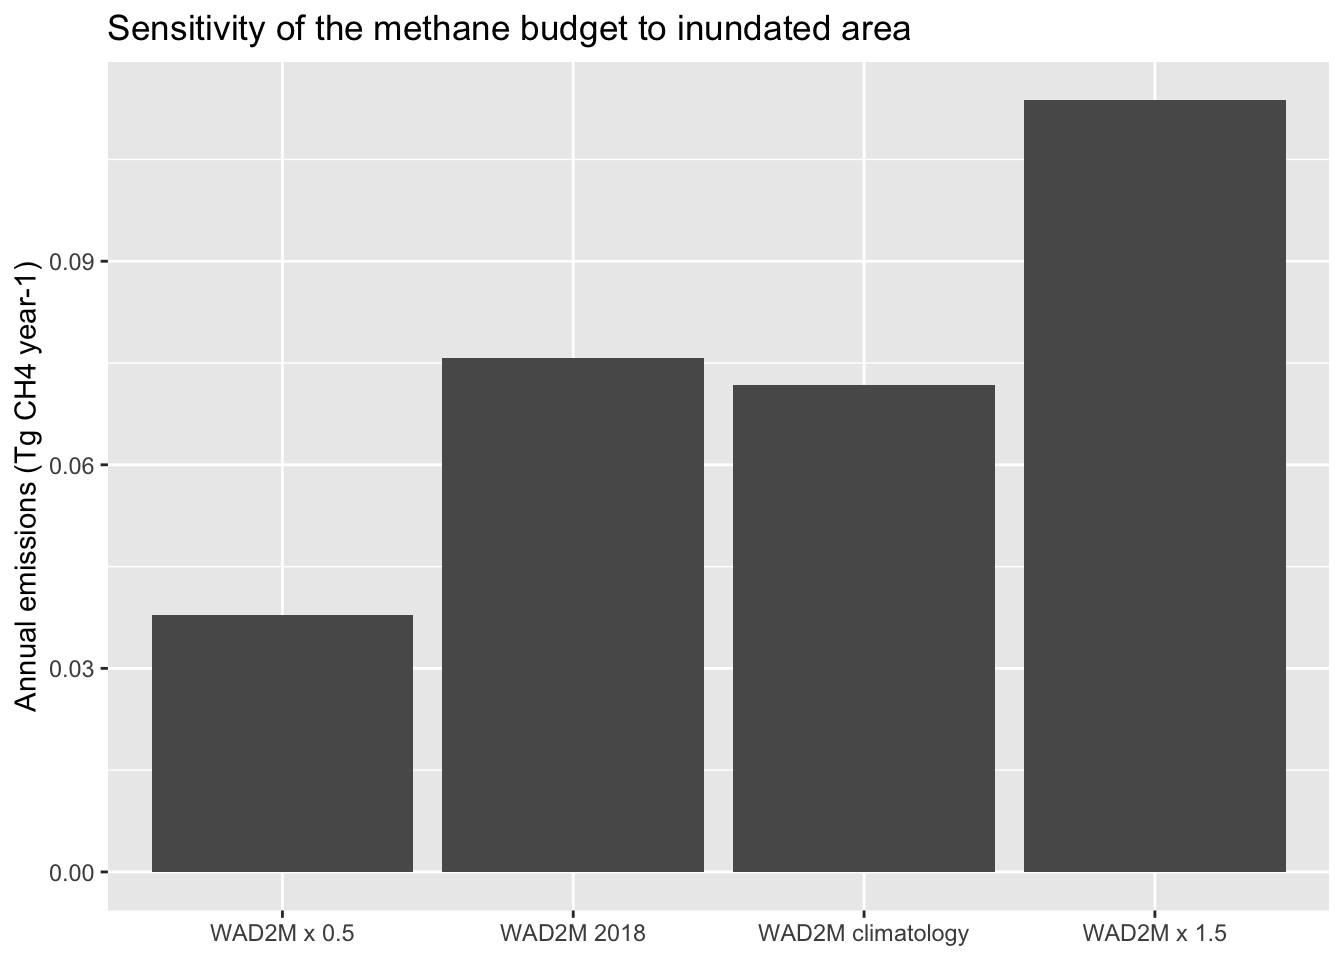 Sensitivity of the methane budget to inundated area
Annual emissions (Tg CH4 year-1)
0.09
0.06
0.03
0.00
WAD2M x 0.5
WAD2M 2018
WAD2M climatology
WAD2M x 1.5